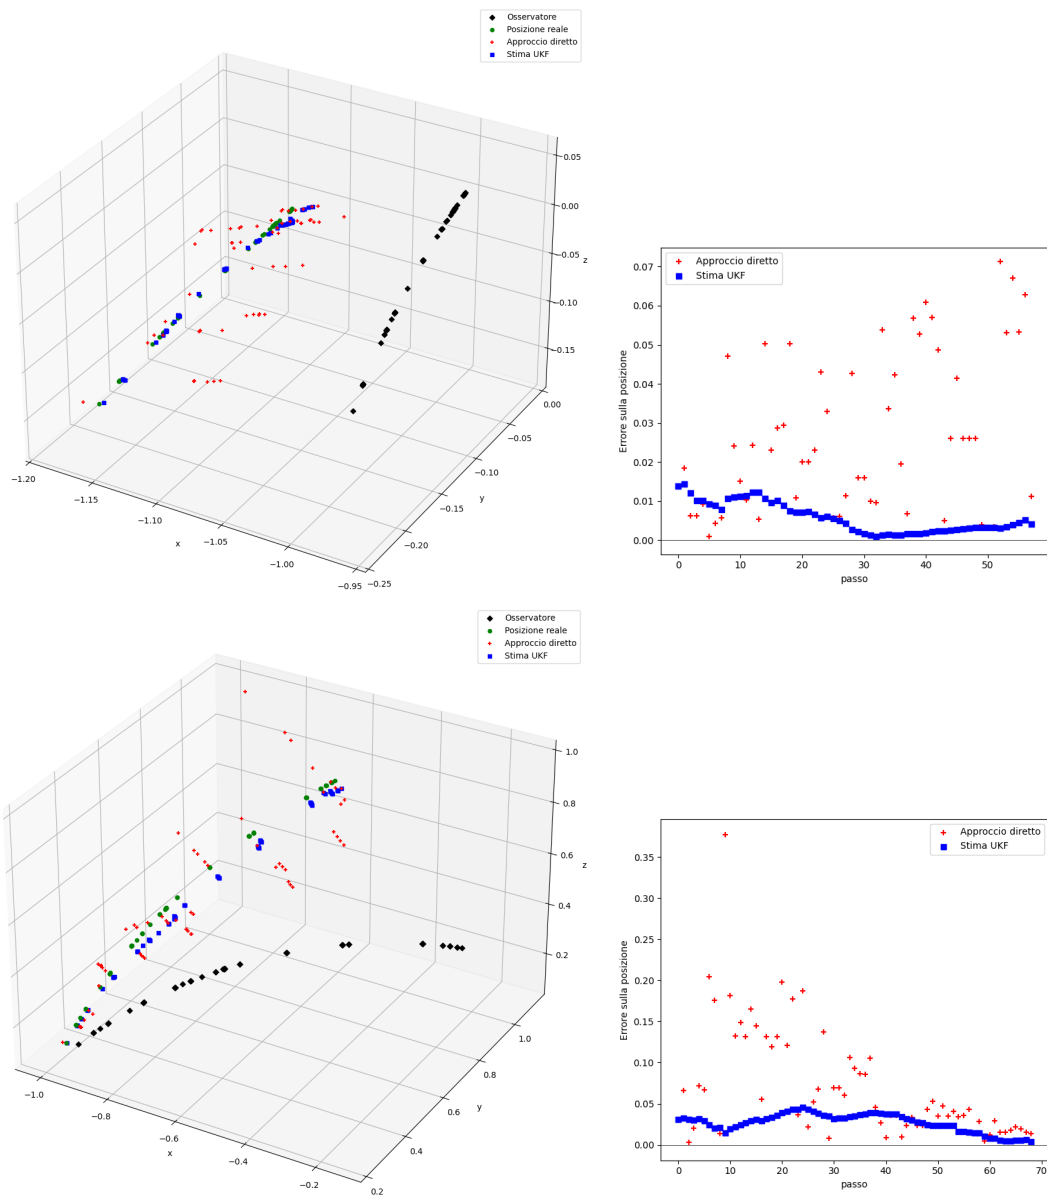 Osservatore
Posizione reale
Approccio diretto
Stima UKF
0.05
0.00
−0.05
z
−0.10
−0.15
0.00
−0.05
−0.10
y
−0.15
−0.20
−0.25
−1.20
−1.15
−1.10
x
−1.05
−1.00
−0.95
Approccio diretto
Stima UKF
Errore sulla posizione
0.07
0.06
0.05
0.04
0.03
0.02
0.01
0.00
0 10 20 30 40 50
passo
Osservatore
Posizione reale
Approccio diretto
Stima UKF
1.0
0.8
z
0.6
0.4
0.2
1.0
0.8
y
0.6
0.4
0.2
−1.0
−0.8
x
−0.6
−0.4
−0.2
Approccio diretto
Stima UKF
Errore sulla posizione
0.35
0.30
0.25
0.20
0.15
0.10
0.05
0.00
0 10 20 30 40 50 60 70
passo